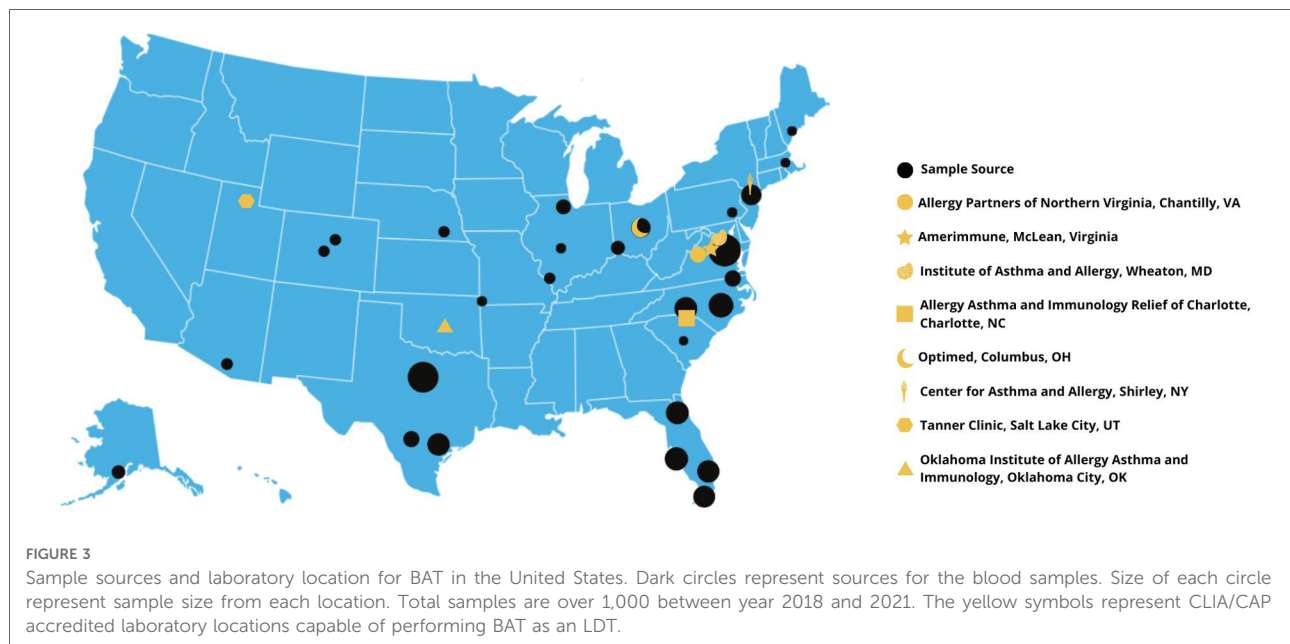 Sample Source
Allergy Partners of Northern Virginia, Chantilly, VA
Amerimmune, McLean, Virginia
Institute of Asthma and Allergy, Wheaton, MD
Allergy Asthma and Immunology Relief of Charlotte,
Charlotte, NC
Optimed, Columbus, OH
Center for Asthma and Allergy, Shirley, NY
Tanner Clinic, Salt Lake City, UT
Oklahoma Institute of Allergy Asthma and
Immunology, Oklahoma City, OK
FIGURE 3
Sample sources and laboratory location for BAT in the United States. Dark circles represent sources for the blood samples. Size of each circle
represent sample size from each location. Total samples are over 1,000 between year 2018 and 2021. The yellow symbols represent CLIA/CAP
accredited laboratory locations capable of performing BAT as an LDT.